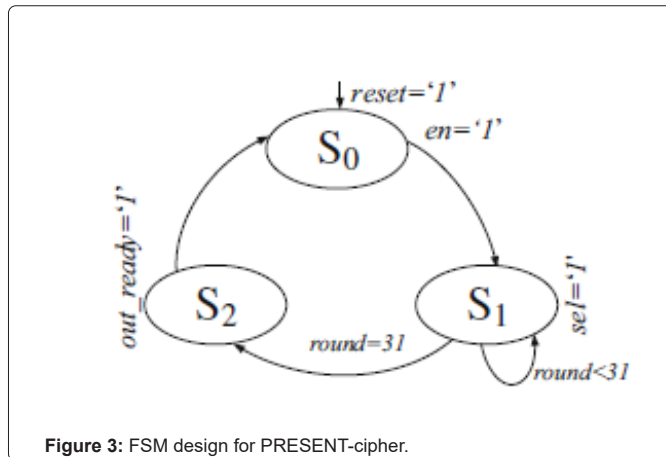 reset='1'
S0
en='1'
out_ready='1'
S2
S1
sel='1'
round=31
round<31
Figure 3: FSM design for PRESENT-cipher.